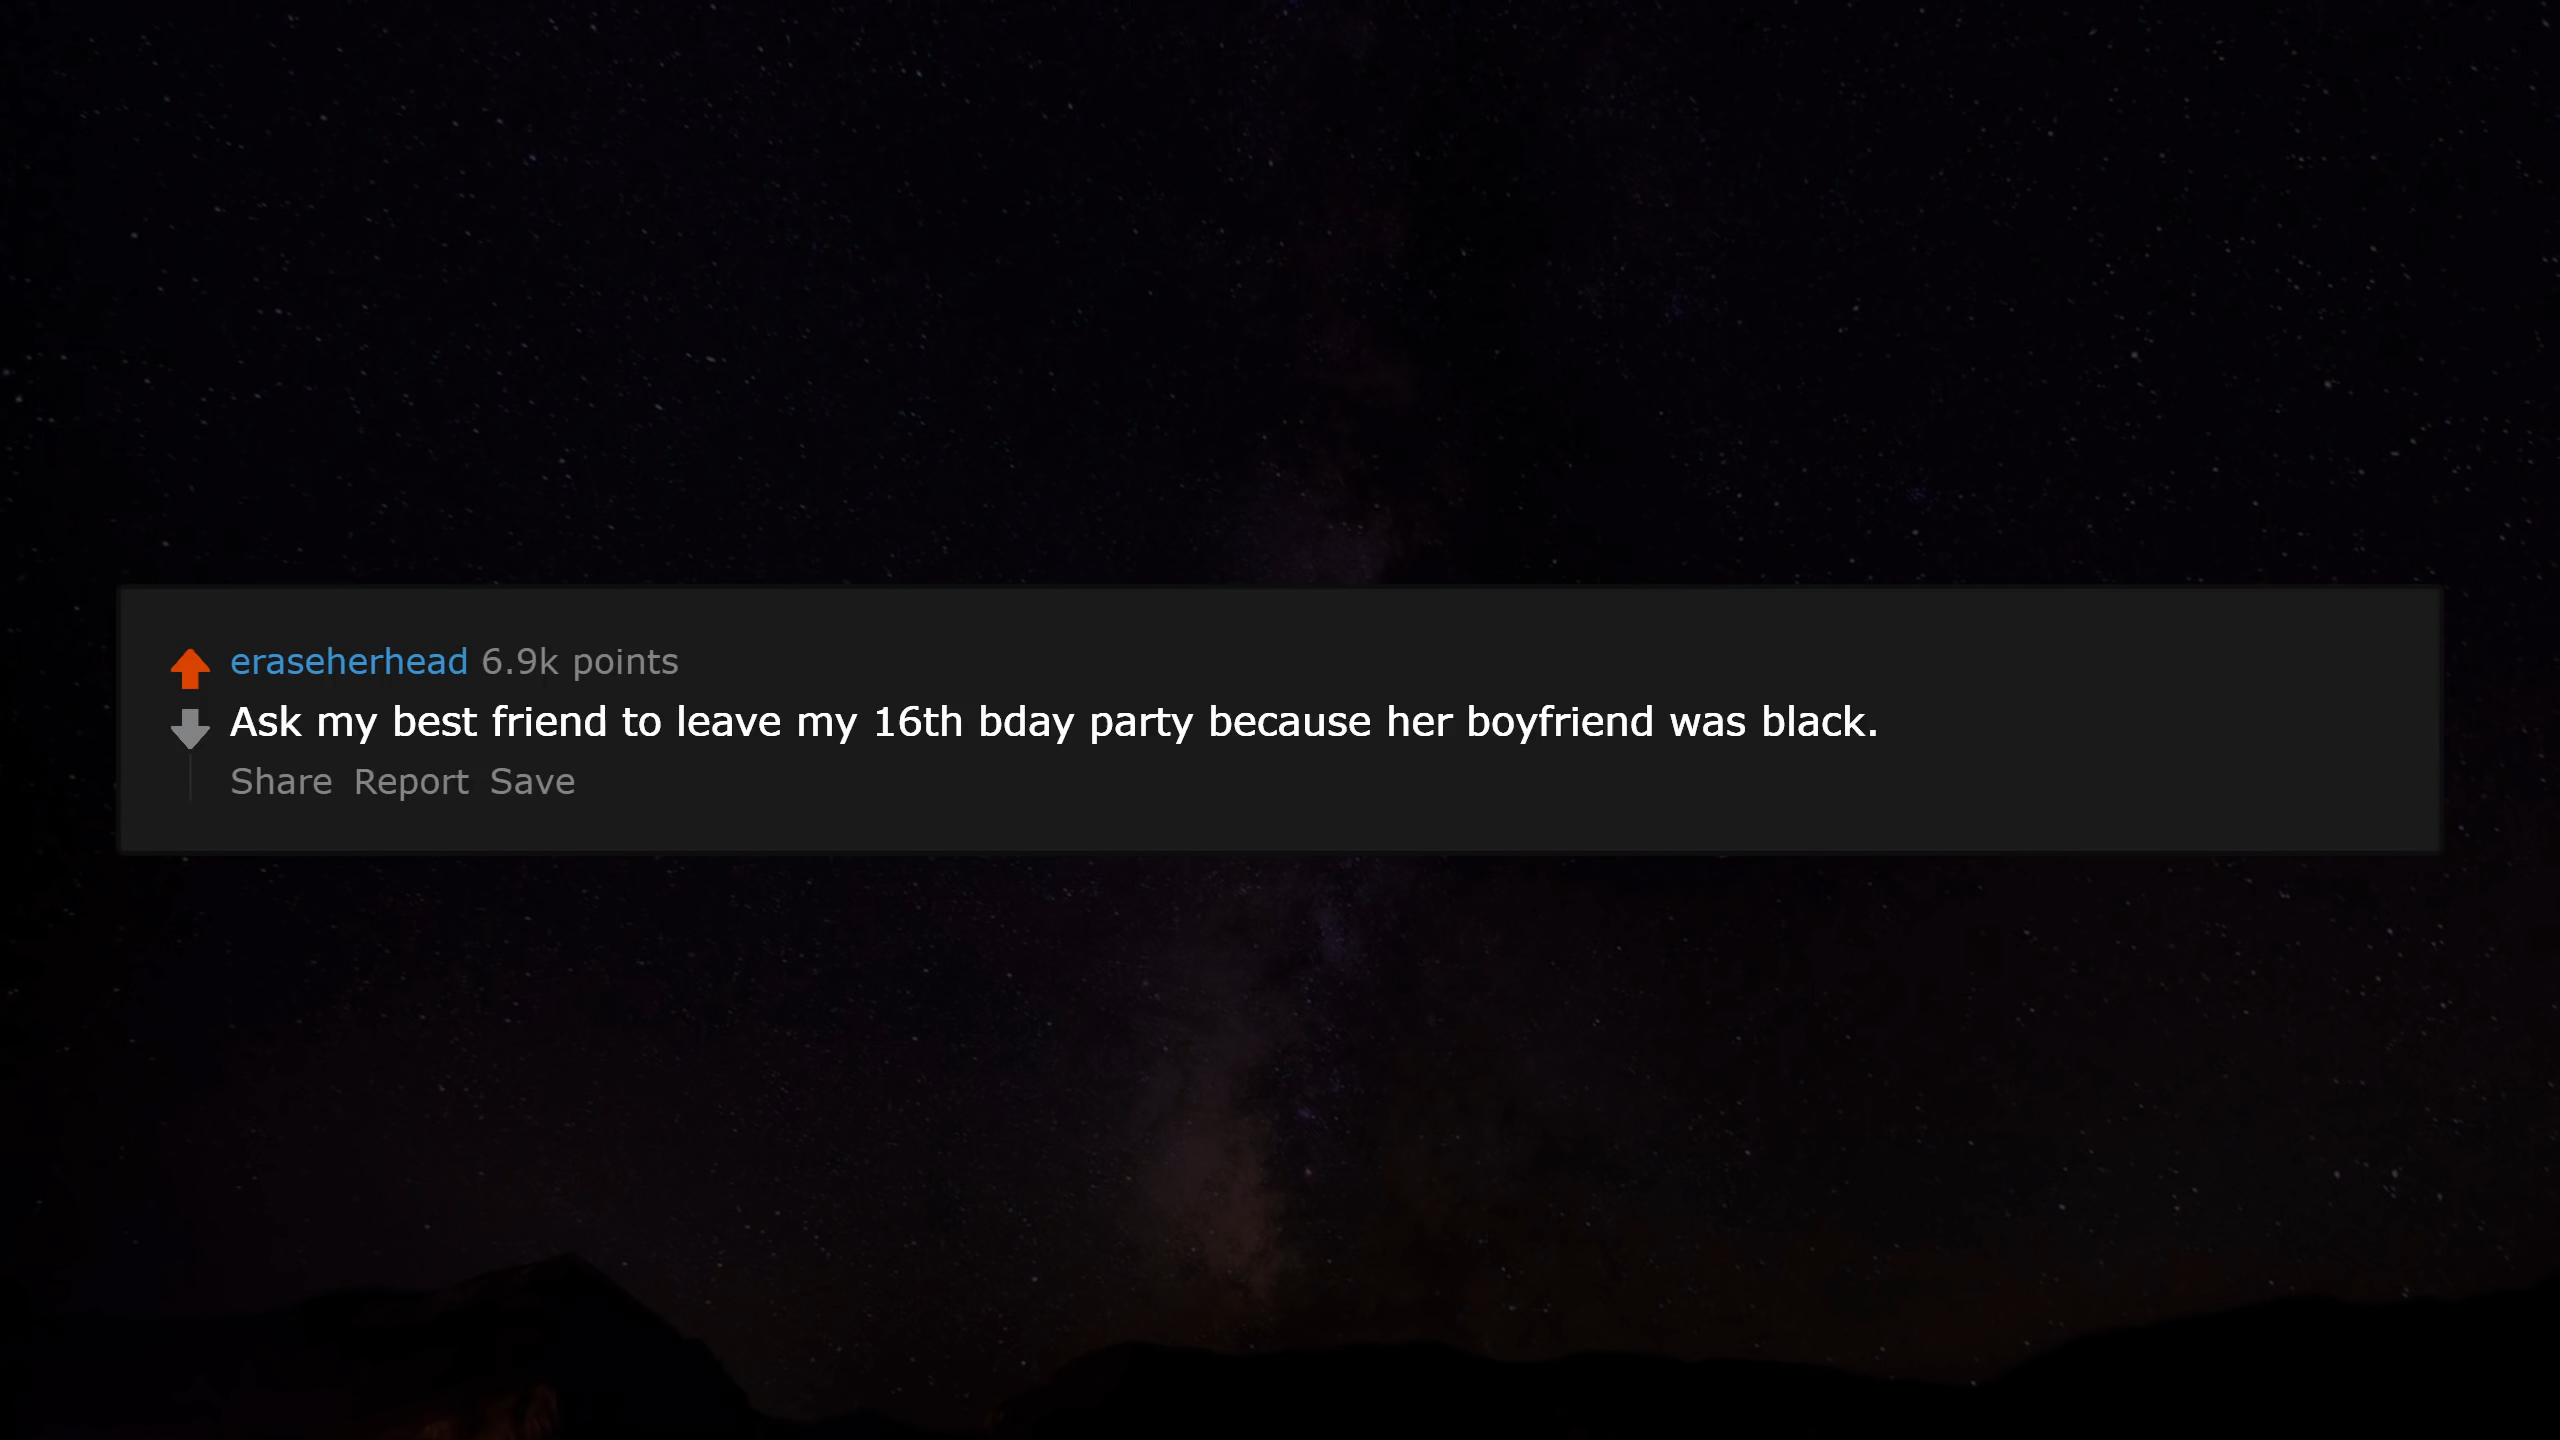 eraseherhead 6.9k points
Ask my best friend to leave my 16th bday party because her boyfriend was black.
Share Report Save